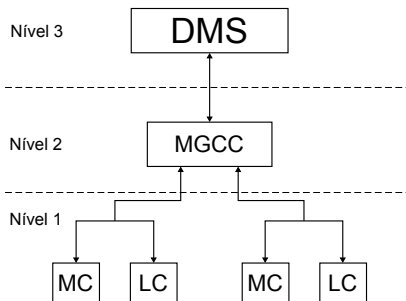 Nível 3
DMS
Nível 2
MGCC
Nível 1
MC LC MC LC